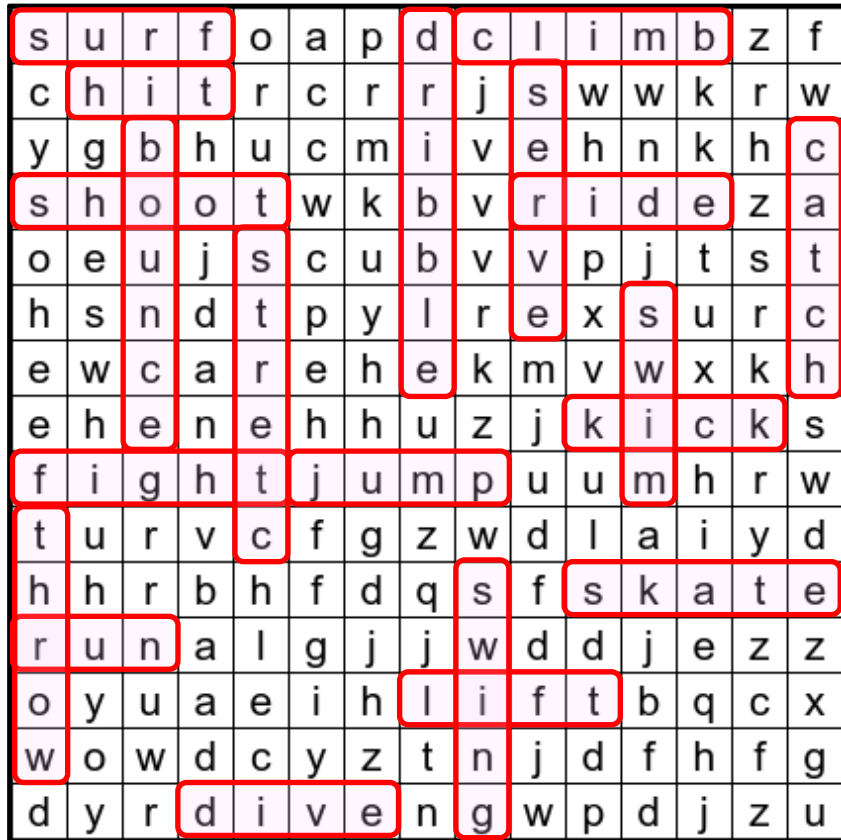 s u r f o a p d c l i m b z f
c h i t r c r r j s w w k r w
y g b h u c m i v e h n k h c
s h o o t w k b v r i d e z a
o e u j s c u b v v p j t s t
h s n d t p y l r e x s u r c
e w c a r e h e k m v w x k h
e h e n e h h u z j k i c k s
f i g h t j u m p u u m h r w
t u r v c f g z w d l a i y d
h h r b h f d q s f s k a t e
r u n a l g j j w d d j e z z
o y u a e i h l i f t b q c x
w o w d c y z t n j d f h f g
d y r d i v e n g w p d j z u